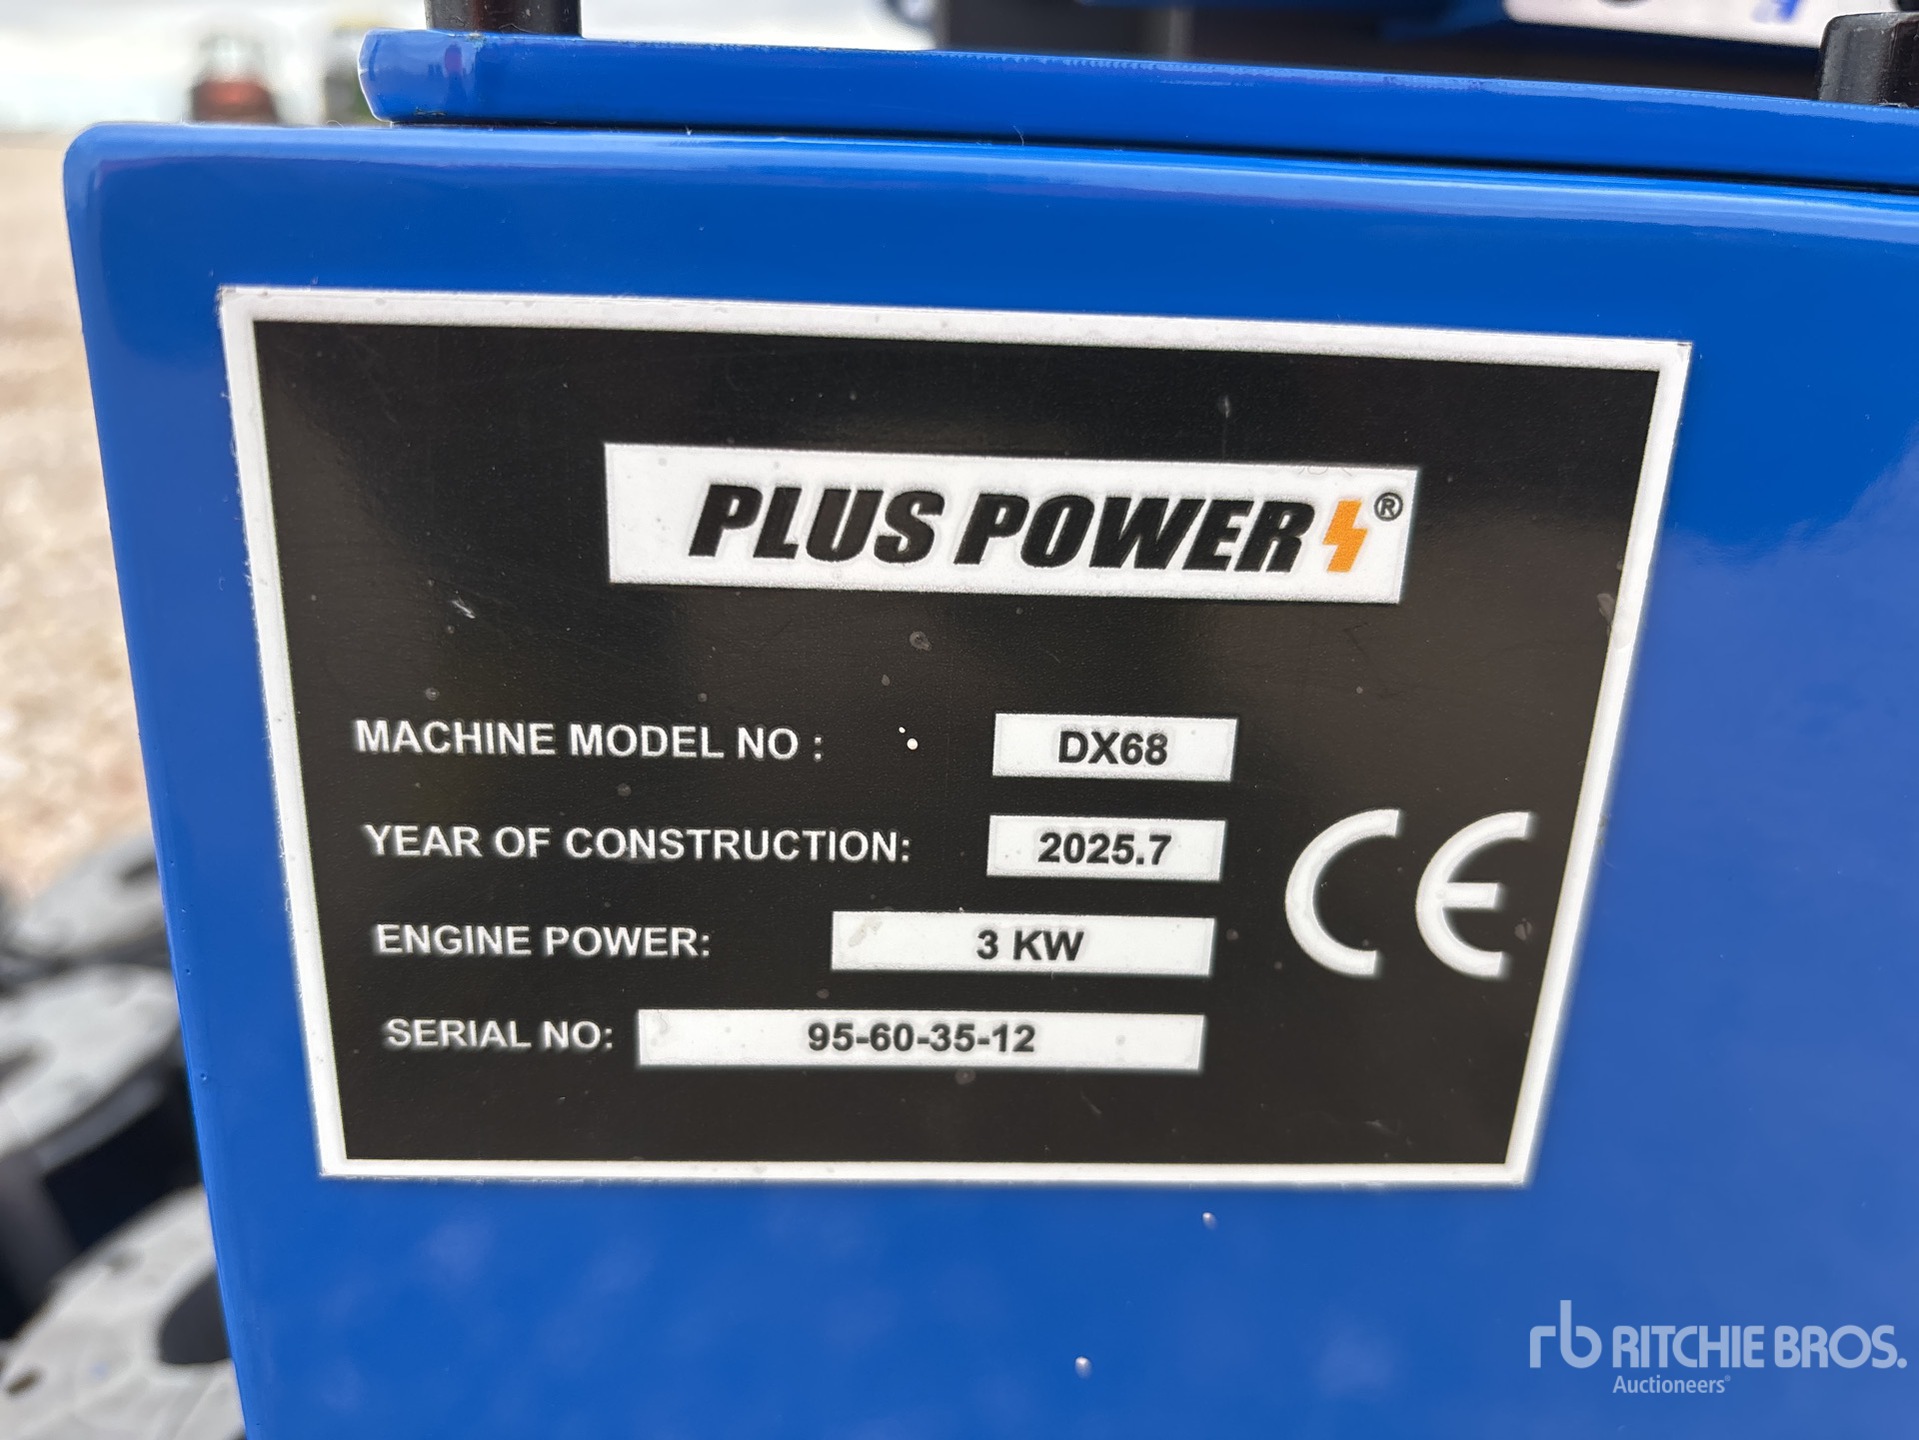 PLUS POWER ®
MACHINE MODEL NO : DX68
YEAR OF CONSTRUCTION: 2025.7
ENGINE POWER: 3 KW
SERIAL NO: 95-60-35-12
CE
rb RITCHIE BROS.
Auctioneers®